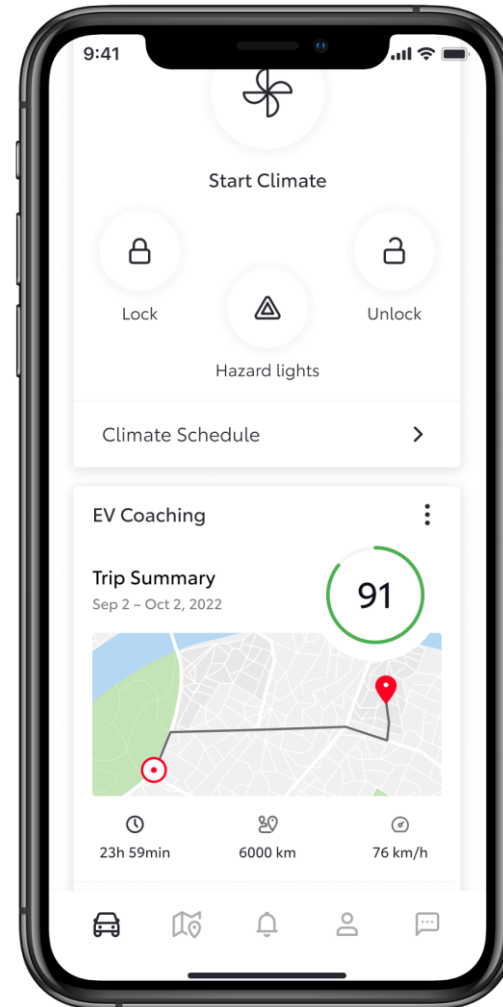 9:41
Start Climate
Lock
Unlock
Hazard lights
Climate Schedule
EV Coaching
Trip Summary
Sep 2 – Oct 2, 2022
91
23h 59min
6000 km
76 km/h